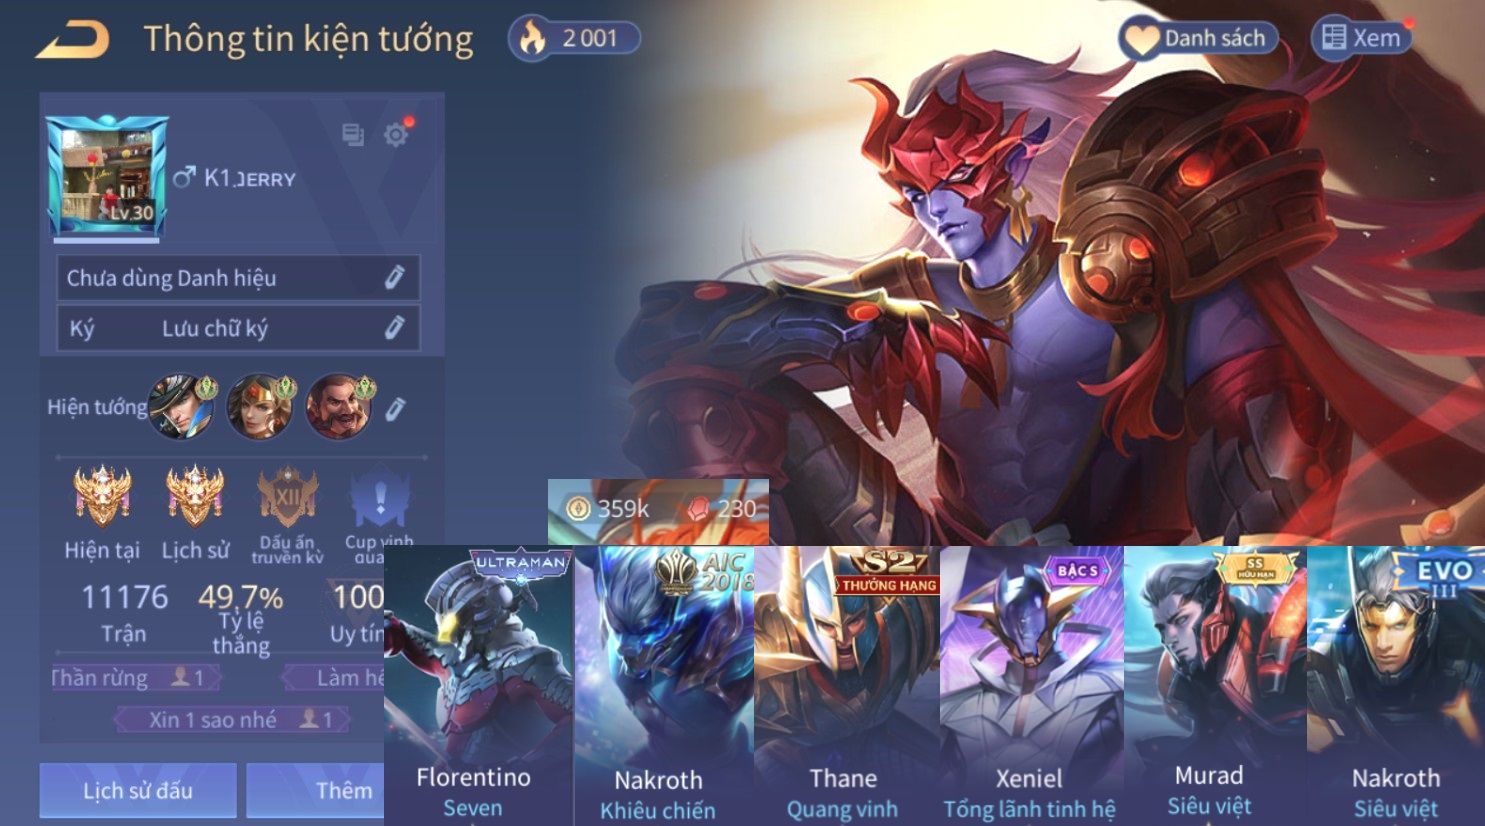 Thông tin kiện tướng
2 001
Danh sách
Xem
Lv.30
K1.JERRY
Chưa dùng Danh hiệu
Ký Lưu chữ ký
Hiện tướng
XII
Hiện tại
Lịch sử
Dấu ấn
truyền kỳ
Cup vinh
qua
11176
Trận
49,7%
Tỷ lệ
thắng
100
Uy tín
Thần rừng 1
Làm hề
Xin 1 sao nhé 1
Lịch sử đấu
Thêm
359k
230
ULTRAMAN
Florentino
Seven
AIC
2018
Nakroth
Khiêu chiến
S2
THƯỞNG HẠNG
Thane
Quang vinh
BẬC S
Xeniel
Tổng lãnh tinh hệ
SS
HỮU HẠN
Murad
Siêu việt
EVO
III
Nakroth
Siêu việt